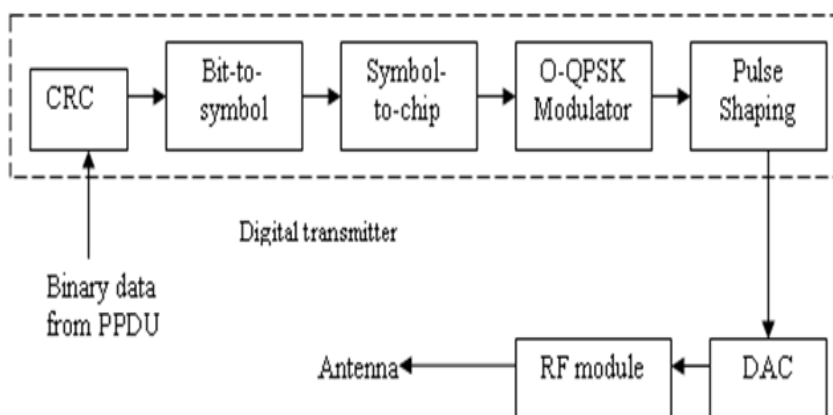 CRC
Bit-to-
symbol
Symbol-
to-chip
O-QPSK
Modulator
Pulse
Shaping
Digital transmitter
Binary data
from PPDU
Antenna
RF module
DAC